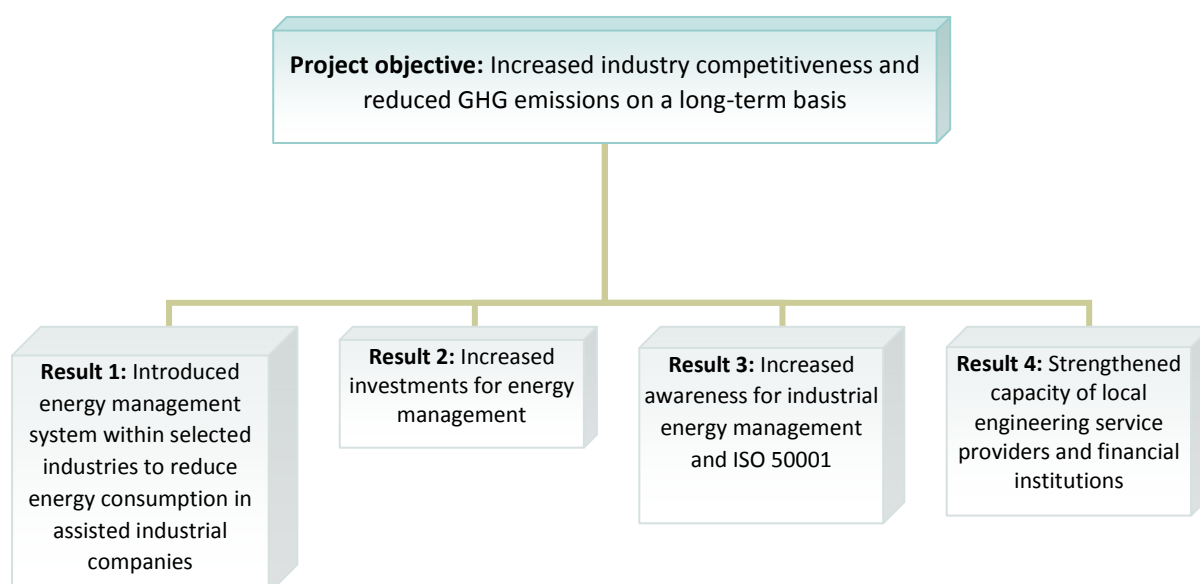 Project objective: Increased industry competitiveness and
reduced GHG emissions on a long-term basis
Result 1: Introduced
energy management
system within selected
industries to reduce
energy consumption in
assisted industrial
companies
Result 2: Increased
investments for energy
management
Result 3: Increased
awareness for industrial
energy management
and ISO 50001
Result 4: Strengthened
capacity of local
engineering service
providers and financial
institutions